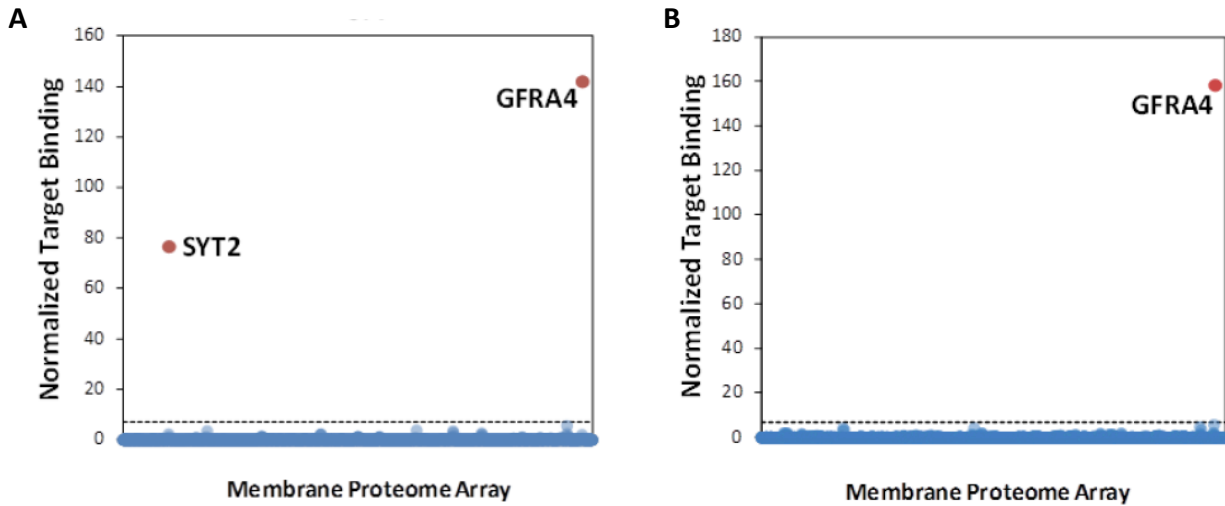 A
160
140
120
100
80
60
40
20
0
Normalized Target Binding
GFRA4
SYT2
Membrane Proteome Array
B
180
160
140
120
100
80
60
40
20
0
Normalized Target Binding
GFRA4
Membrane Proteome Array